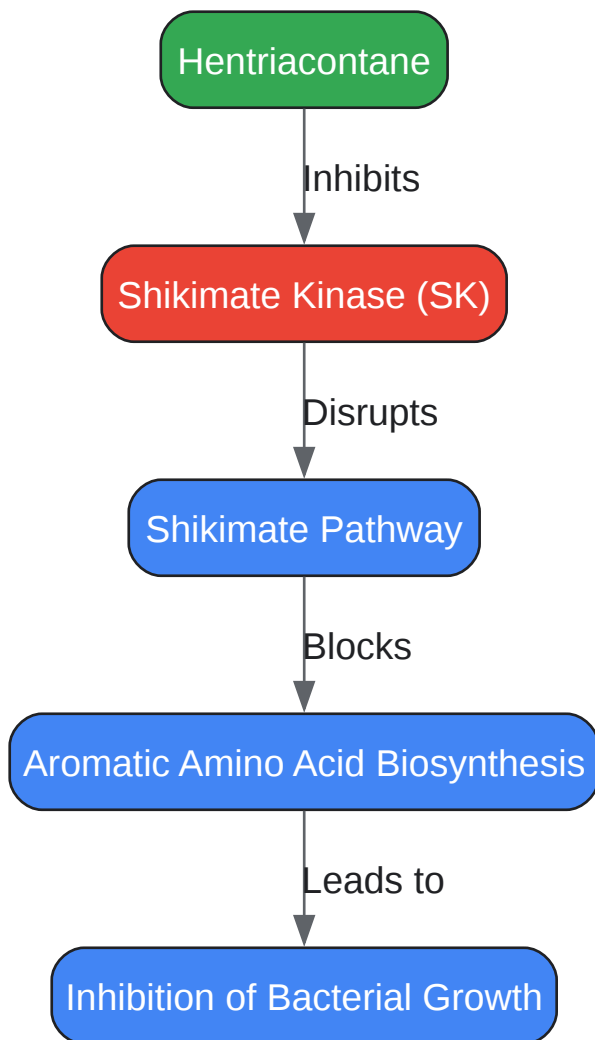 Hentriacontane
Inhibits
Shikimate Kinase (SK)
Disrupts
Shikimate Pathway
Blocks
Aromatic Amino Acid Biosynthesis
Leads to
Inhibition of Bacterial Growth